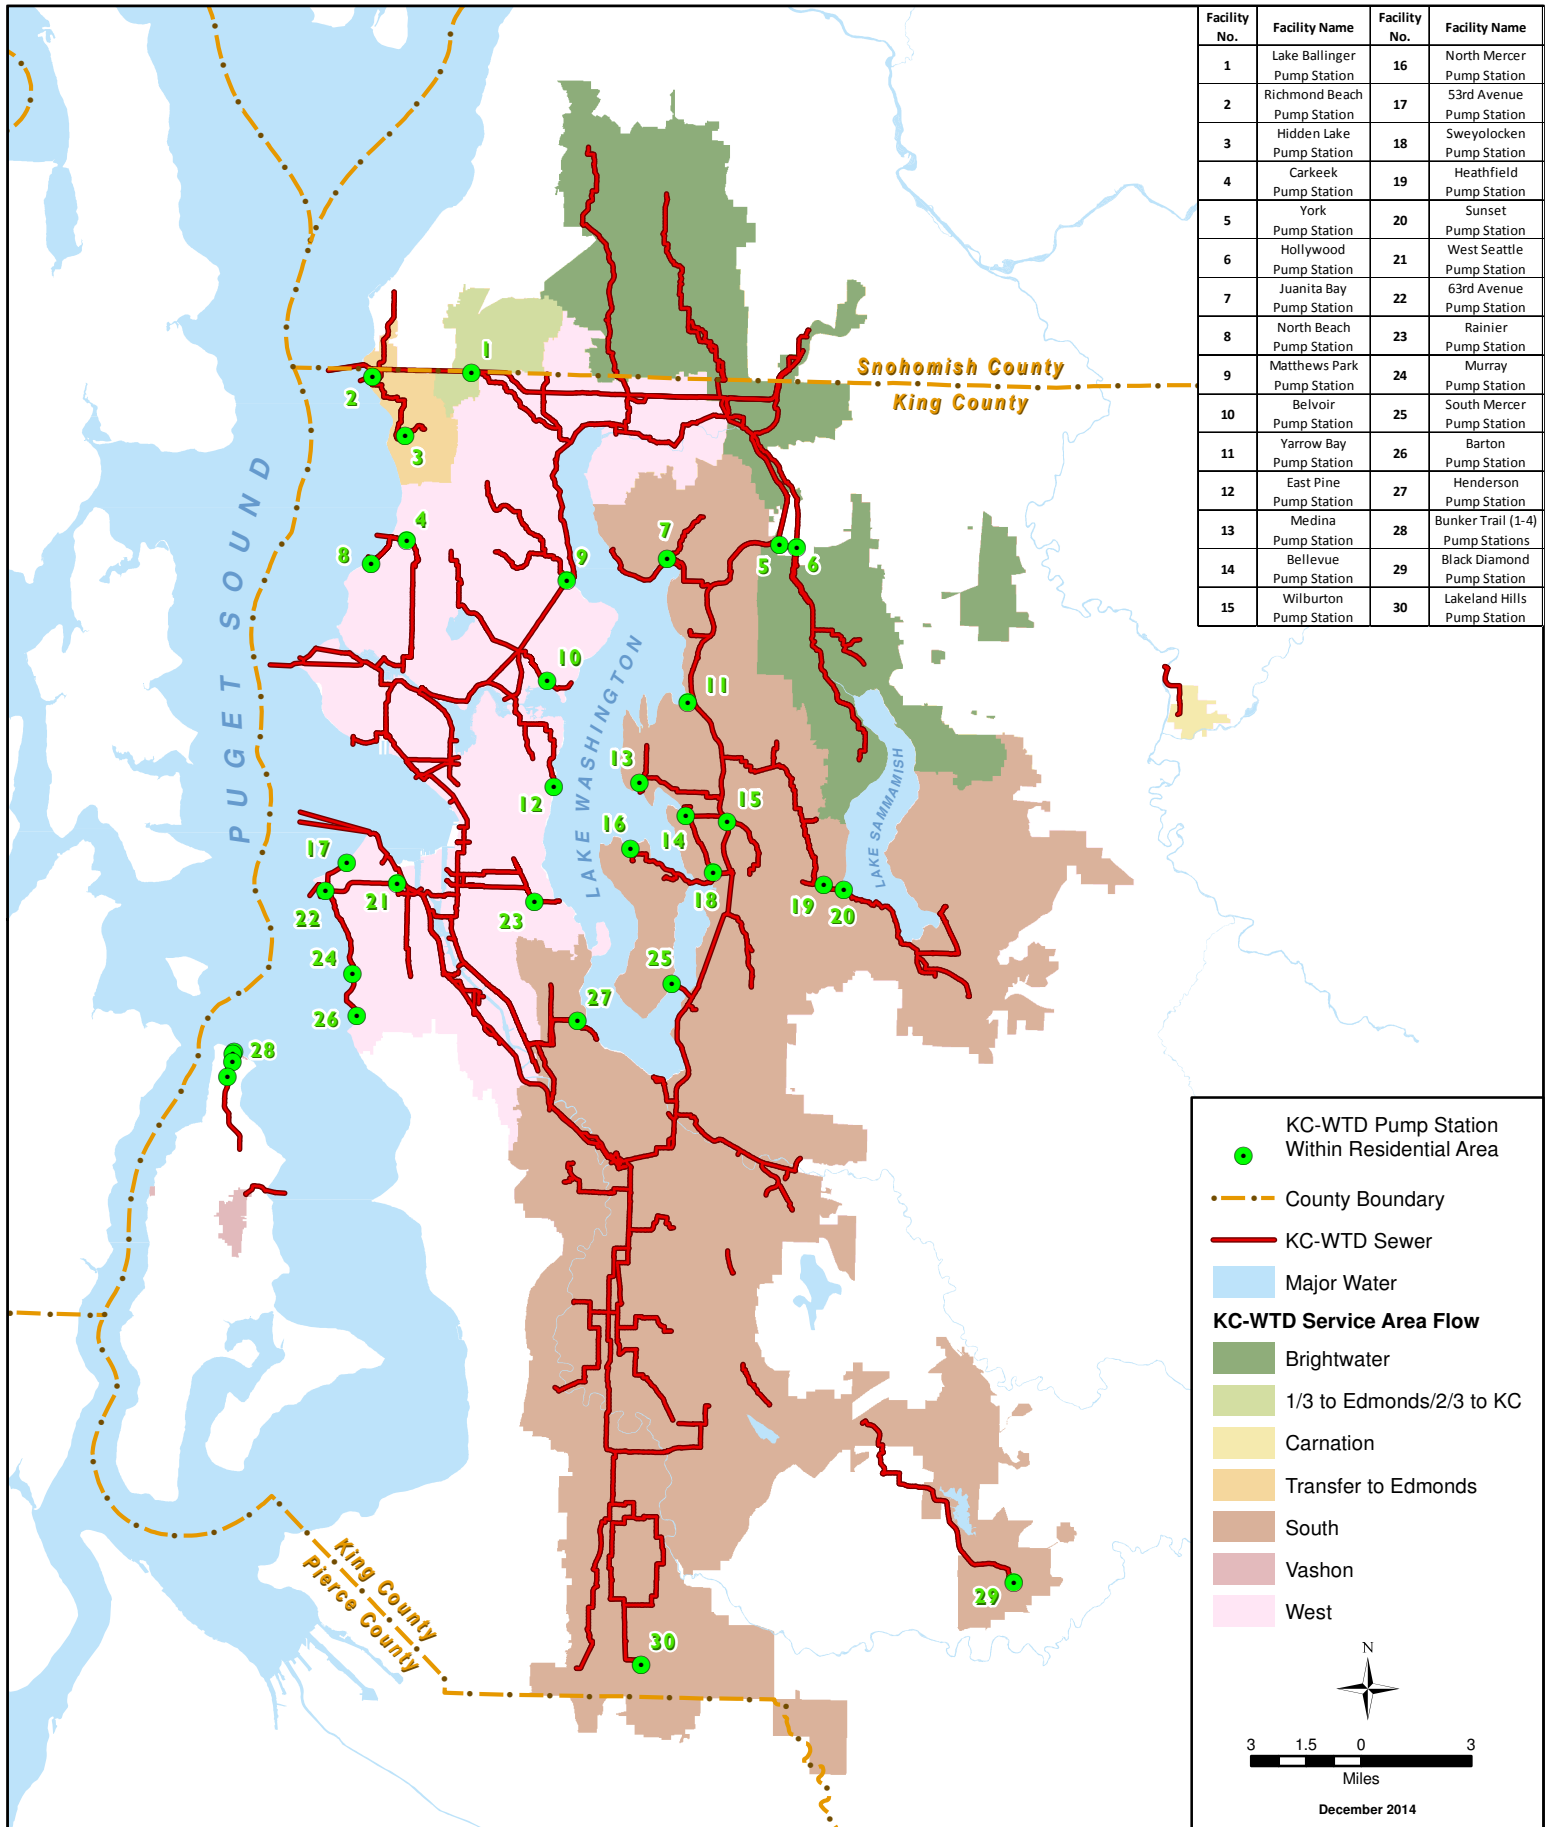 Facility No. Facility Name Facility No. Facility Name
1 Lake Ballinger Pump Station 16 North Mercer Pump Station
2 Richmond Beach Pump Station 17 53rd Avenue Pump Station
3 Hidden Lake Pump Station 18 Sweyolocken Pump Station
4 Carkeek Pump Station 19 Heathfield Pump Station
5 York Pump Station 20 Sunset Pump Station
6 Hollywood Pump Station 21 West Seattle Pump Station
7 Juanita Bay Pump Station 22 63rd Avenue Pump Station
8 North Beach Pump Station 23 Rainier Pump Station
9 Matthews Park Pump Station 24 Murray Pump Station
10 Belvoir Pump Station 25 South Mercer Pump Station
11 Yarrow Bay Pump Station 26 Barton Pump Station
12 East Pine Pump Station 27 Henderson Pump Station
13 Medina Pump Station 28 Bunker Trail (1-4) Pump Stations
14 Bellevue Pump Station 29 Black Diamond Pump Station
15 Wilburton Pump Station 30 Lakeland Hills Pump Station
1
Snohomish County
King County
2
3
PUGET SOUND
4
7
8
9
5
6
10
LAKE WASHINGTON
11
13
LAKE SAMMAMISH
12
15
16
14
17
21
22
23
18
19
20
24
25
26
27
28
29
30
King County
Pierce County
KC-WTD Pump Station
Within Residential Area
County Boundary
KC-WTD Sewer
Major Water
KC-WTD Service Area Flow
Brightwater
1/3 to Edmonds/2/3 to KC
Carnation
Transfer to Edmonds
South
Vashon
West
N
3 1.5 0 3
Miles
December 2014